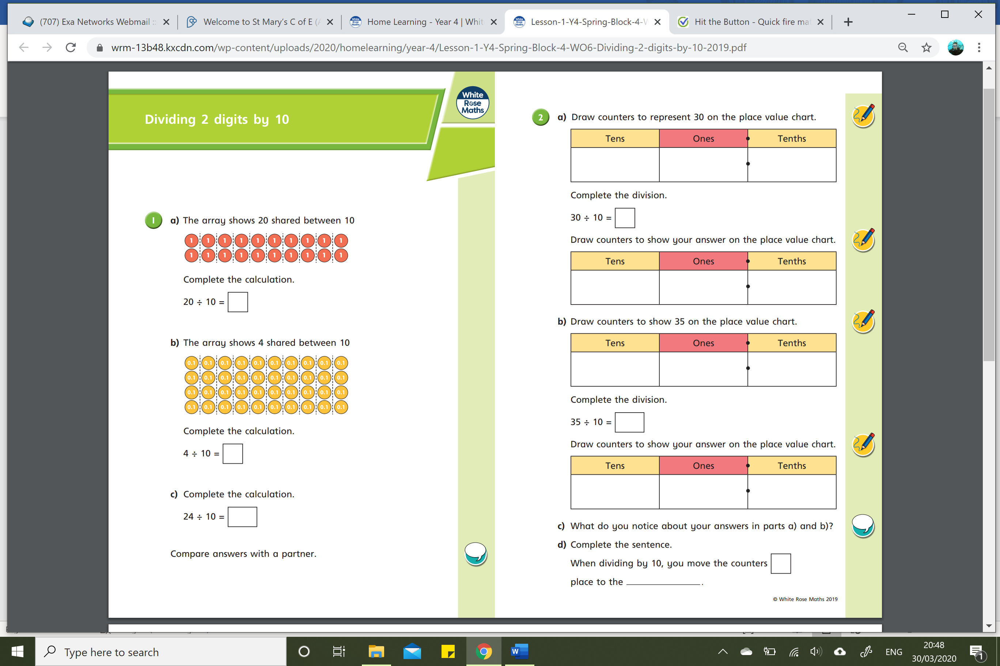 (707) Exa Networks Webmail ::
Welcome to St Mary's C of E (
Home Learning - Year 4 | Whit
Lesson-1-Y4-Spring-Block-4-W
Hit the Button - Quick fire mat
wrm-13b48.kxcdn.com/wp-content/uploads/2020/homelearning/year-4/Lesson-1-Y4-Spring-Block-4-WO6-Dividing-2-digits-by-10-2019.pdf
Dividing 2 digits by 10
White
Rose
Maths
1
a) The array shows 20 shared between 10
1 1 1 1 1 1 1 1 1 1
1 1 1 1 1 1 1 1 1 1
Complete the calculation.
20 ÷ 10 =
b) The array shows 4 shared between 10
0.1 0.1 0.1 0.1 0.1 0.1 0.1 0.1 0.1 0.1
0.1 0.1 0.1 0.1 0.1 0.1 0.1 0.1 0.1 0.1
0.1 0.1 0.1 0.1 0.1 0.1 0.1 0.1 0.1 0.1
0.1 0.1 0.1 0.1 0.1 0.1 0.1 0.1 0.1 0.1
Complete the calculation.
4 ÷ 10 =
c) Complete the calculation.
24 ÷ 10 =
Compare answers with a partner.
2 a) Draw counters to represent 30 on the place value chart.
Tens Ones Tenths
Complete the division.
30 ÷ 10 =
Draw counters to show your answer on the place value chart.
Tens Ones Tenths
b) Draw counters to show 35 on the place value chart.
Tens Ones Tenths
Complete the division.
35 ÷ 10 =
Draw counters to show your answer on the place value chart.
Tens Ones Tenths
c) What do you notice about your answers in parts a) and b)?
d) Complete the sentence.
When dividing by 10, you move the counters
place to the ____________.
© White Rose Maths 2019
Type here to search
W
ENG
20:48
30/03/2020
1